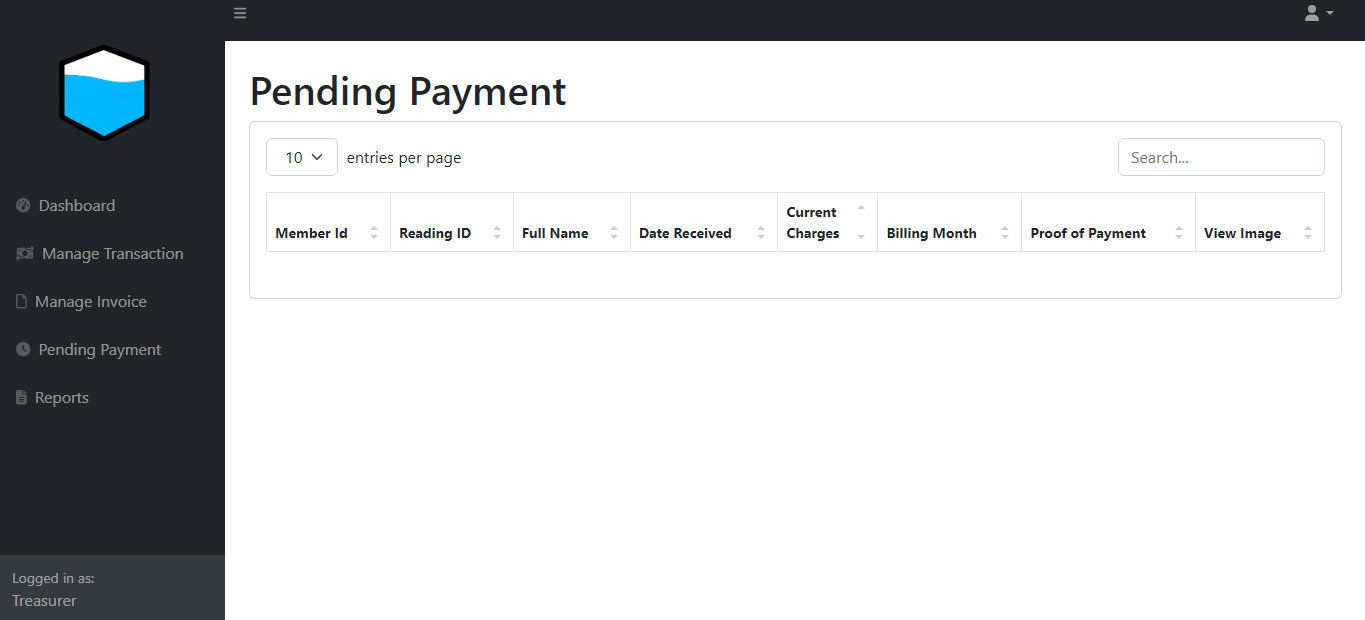 Pending Payment
10 entries per page
Search...
Member Id Reading ID Full Name Date Received Current Charges Billing Month Proof of Payment View Image
Dashboard
Manage Transaction
Manage Invoice
Pending Payment
Reports
Logged in as:
Treasurer